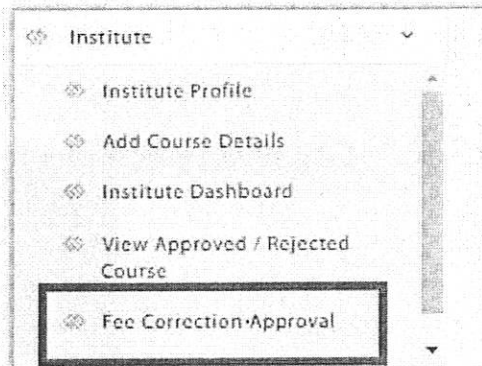 Institute
Institute Profile
Add Course Details
Institute Dashboard
View Approved / Rejected
Course
Fee Correction·Approval